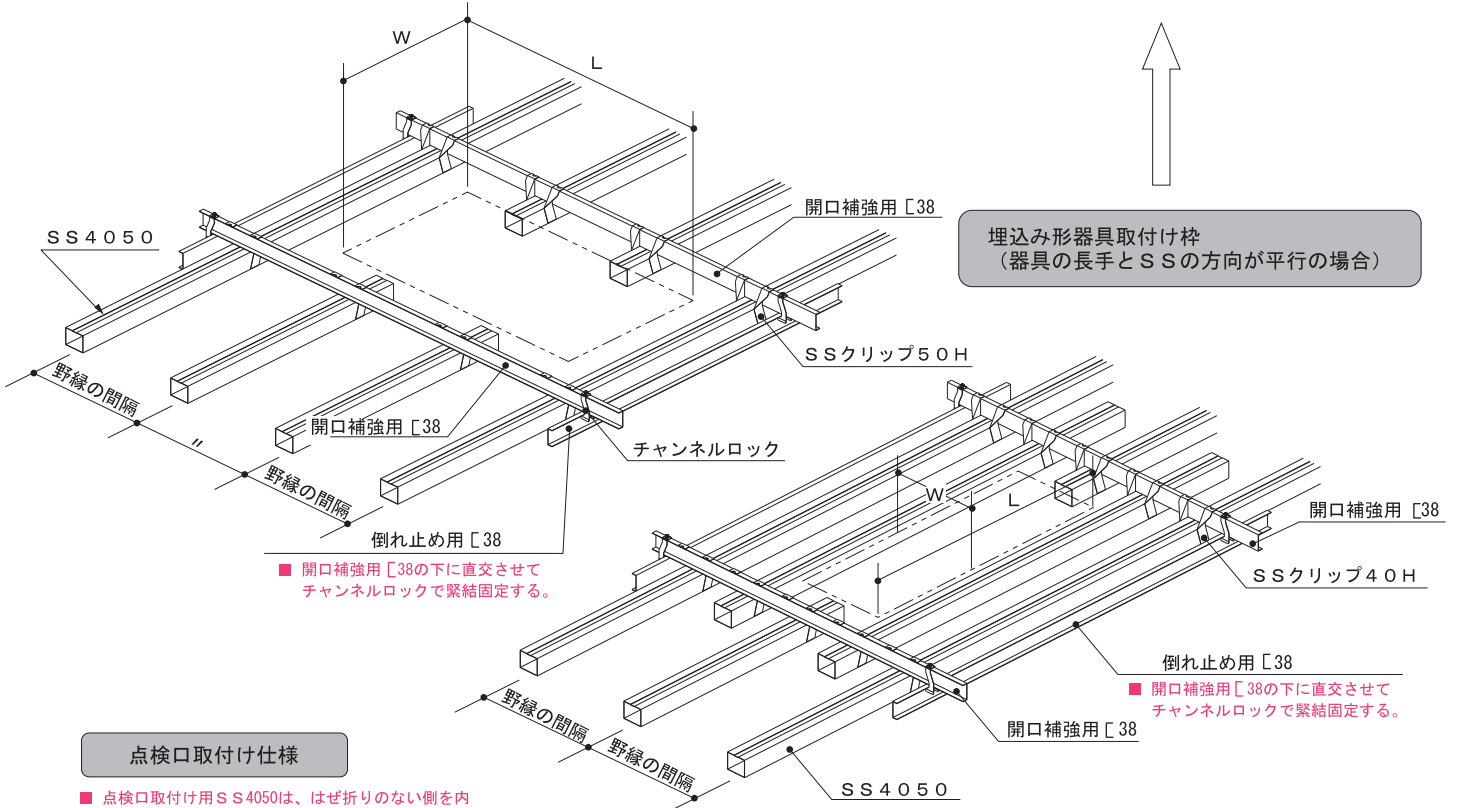 W
L
SS4050
開口補強用[38
SSクリップ50H
野縁の間隔
〃
野縁の間隔
開口補強用[38
チャンネルロック
倒れ止め用[38
■ 開口補強用[38の下に直交させて
チャンネルロックで緊結固定する。
埋込み形器具取付け枠
（器具の長手とSSの方向が平行の場合）
W
L
開口補強用[38
SSクリップ40H
倒れ止め用[38
■ 開口補強用[38の下に直交させて
チャンネルロックで緊結固定する。
開口補強用[38
野縁の間隔
野縁の間隔
SS4050
点検口取付け仕様
■ 点検口取付け用SS4050は、はぜ折りのない側を内